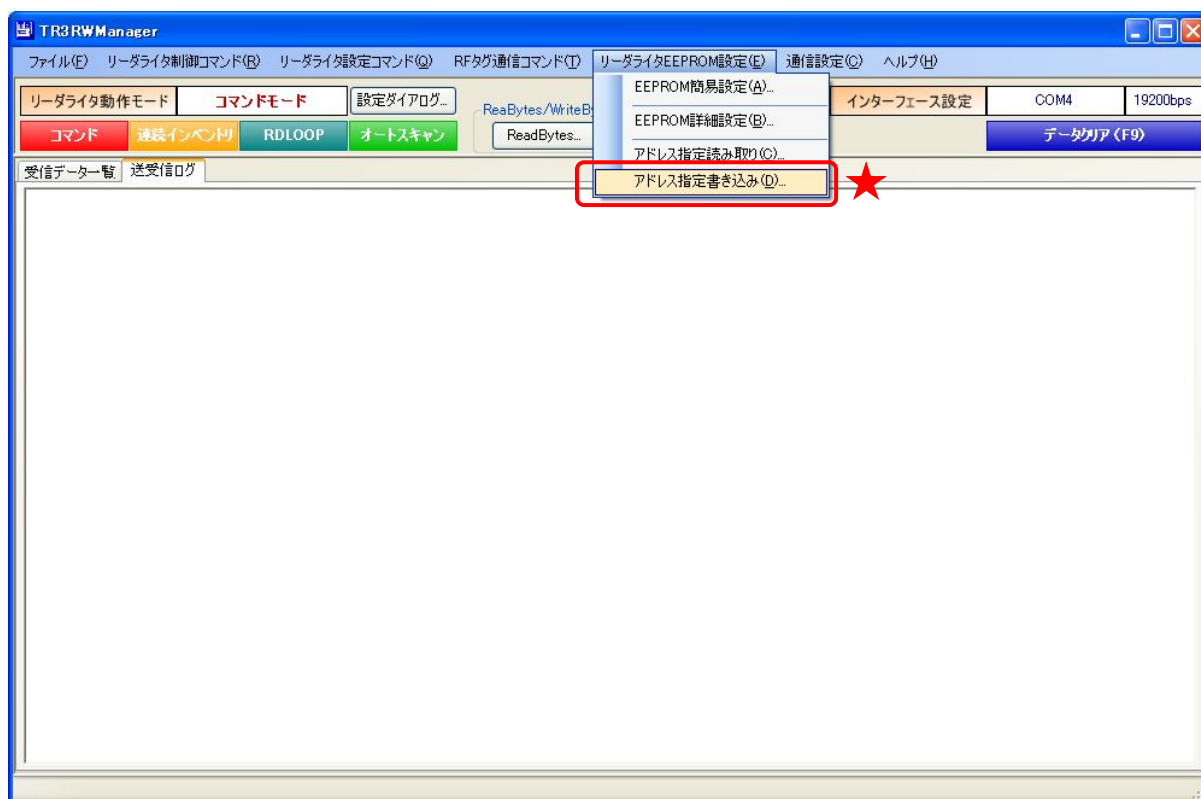 TR3RWManager
ファイル(F) リーダライタ制御コマンド(R) リーダライタ設定コマンド(Q) RFタグ通信コマンド(T) リーダライタEEPROM設定(E) 通信設定(C) ヘルプ(H)
リーダライタ動作モード コマンドモード 設定ダイアログ... ReaBytes/WriteB インターフェース設定 COM4 19200bps
コマンド 連続インベントリ RDLOOP オートスキャン ReadBytes... データクリア(F9)
EEPROM簡易設定(A)...
EEPROM詳細設定(B)...
アドレス指定読み取り(C)...
アドレス指定書き込み(D)...
受信データ一覧 送受信ログ